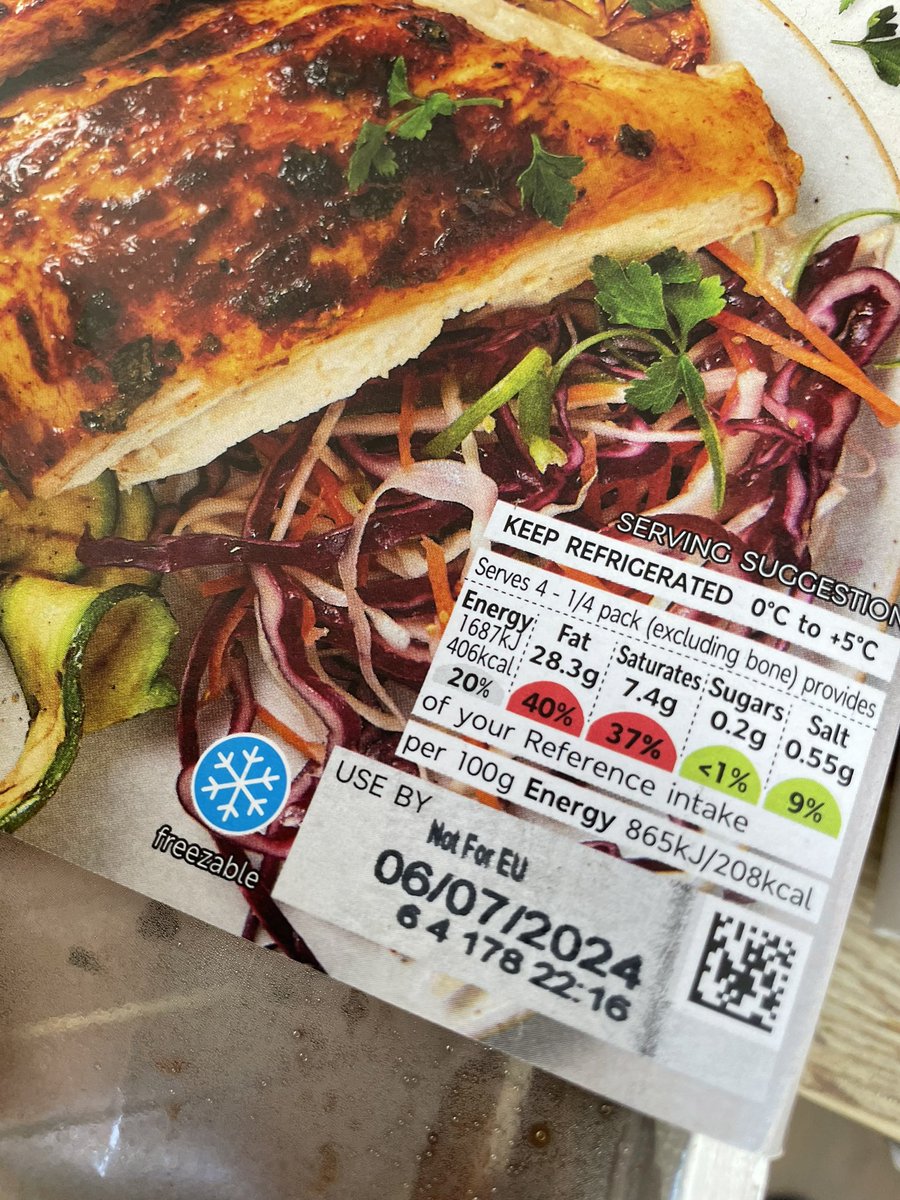 SERVING SUGGESTION
KEEP REFRIGERATED 0°C to +5°C
Serves 4 - 1/4 pack (excluding bone) provides
Energy
1687kJ
406kcal
20%
Fat
28.3g
40%
Saturates
7.4g
37%
Sugars
0.2g
<1%
Salt
0.55g
9%
of your Reference intake
per 100g Energy 865kJ/208kcal
freezable
USE BY
Not For EU
06/07/2024
6 4 178 22:16